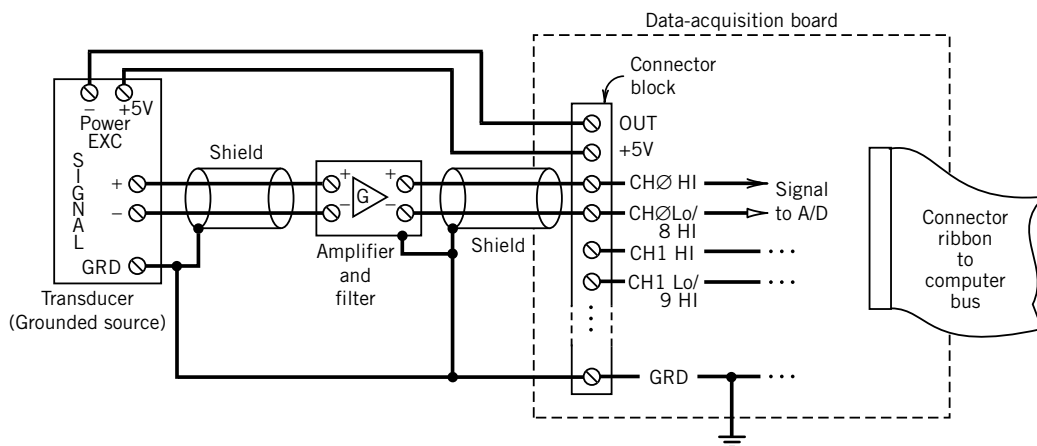 Data-acquisition board
Connector
block
− +5V
Power
EXC
SIGNAL
+
−
GRD
Transducer
(Grounded source)
Shield
+ +
− −
G
Amplifier
and
filter
Shield
OUT
+5V
CHØ HI
CHØLo/
8 HI
CH1 HI
CH1 Lo/
9 HI
GRD
Signal
to A/D
Connector
ribbon
to
computer
bus